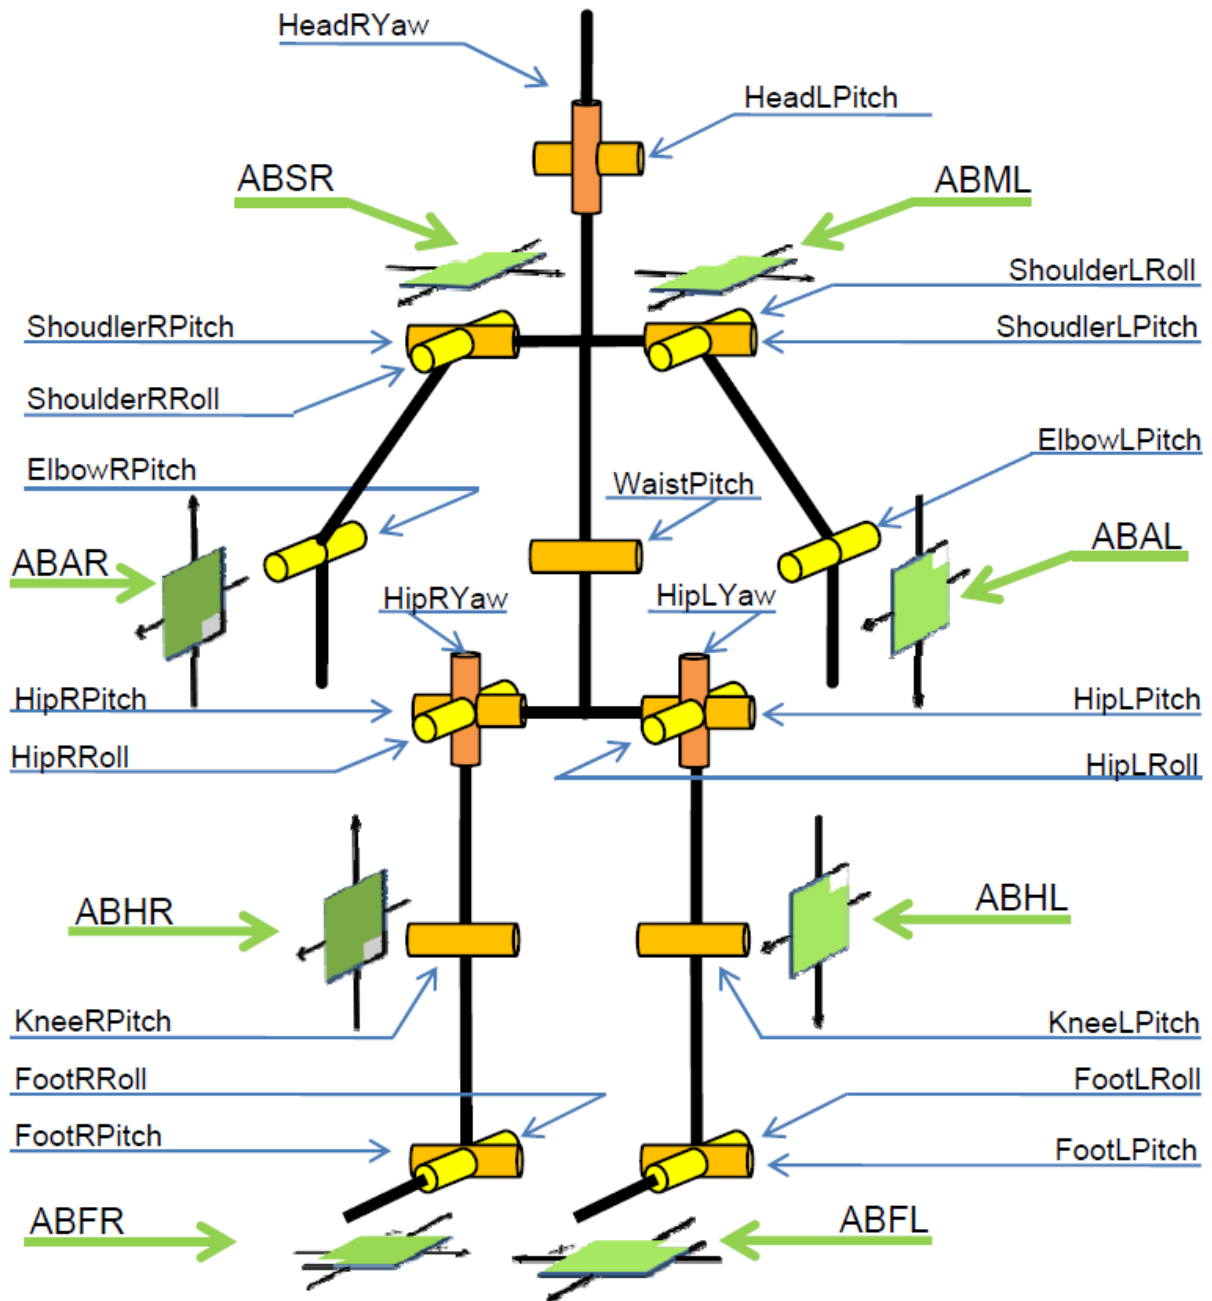 HeadRYaw
HeadLPitch
ABSR
ABML
ShoulderLRoll
ShoudlerRPitch
ShoudlerLPitch
ShoulderRRoll
ElbowLPitch
ElbowRPitch
WaistPitch
ABAR
ABAL
HipRYaw
HipLYaw
HipRPitch
HipLPitch
HipRRoll
HipLRoll
ABHR
ABHL
KneeRPitch
KneeLPitch
FootRRoll
FootLRoll
FootRPitch
FootLPitch
ABFR
ABFL